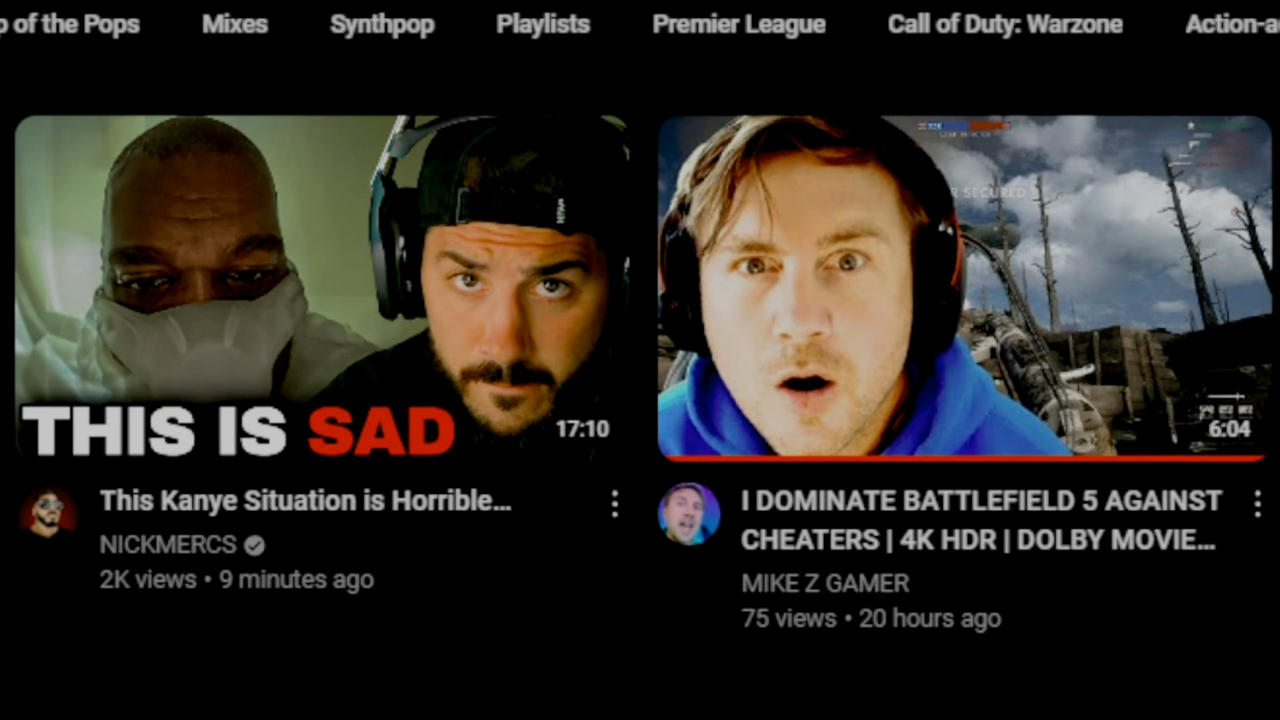 p of the Pops Mixes Synthpop Playlists Premier League Call of Duty: Warzone Action-a
R SECURED
THIS IS SAD
17:10
6:04
This Kanye Situation is Horrible...
NICKMERCS
2K views • 9 minutes ago
I DOMINATE BATTLEFIELD 5 AGAINST
CHEATERS | 4K HDR | DOLBY MOVIE...
MIKE Z GAMER
75 views • 20 hours ago